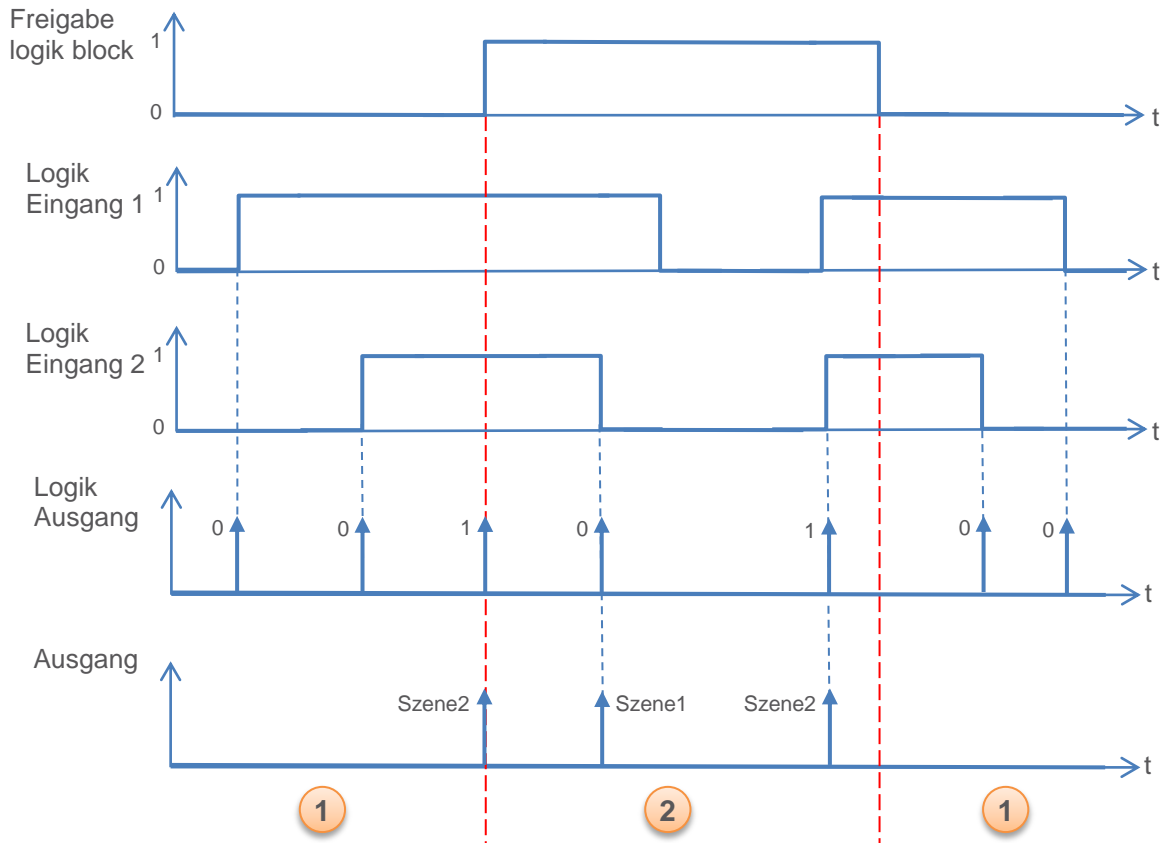 Freigabe
logik block
1
0
t
Logik
Eingang 1
1
0
t
Logik
Eingang 2
1
0
t
Logik
Ausgang
0
0
1
0
1
0
0
t
Ausgang
Szene2
Szene1
Szene2
t
1
2
1